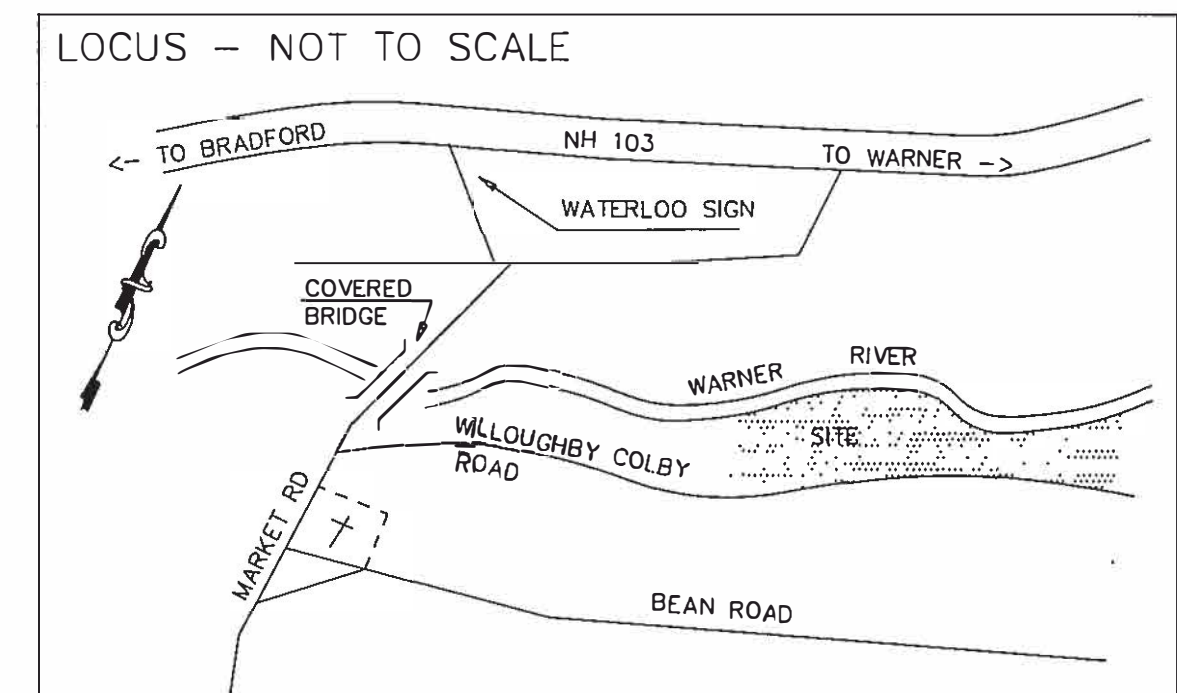 LOCUS – NOT TO SCALE
<- TO BRADFORD
NH 103
TO WARNER ->
WATERLOO SIGN
COVERED
BRIDGE
WARNER RIVER
WILLOUGHBY COLBY
ROAD
SITE
MARKET RD
BEAN ROAD